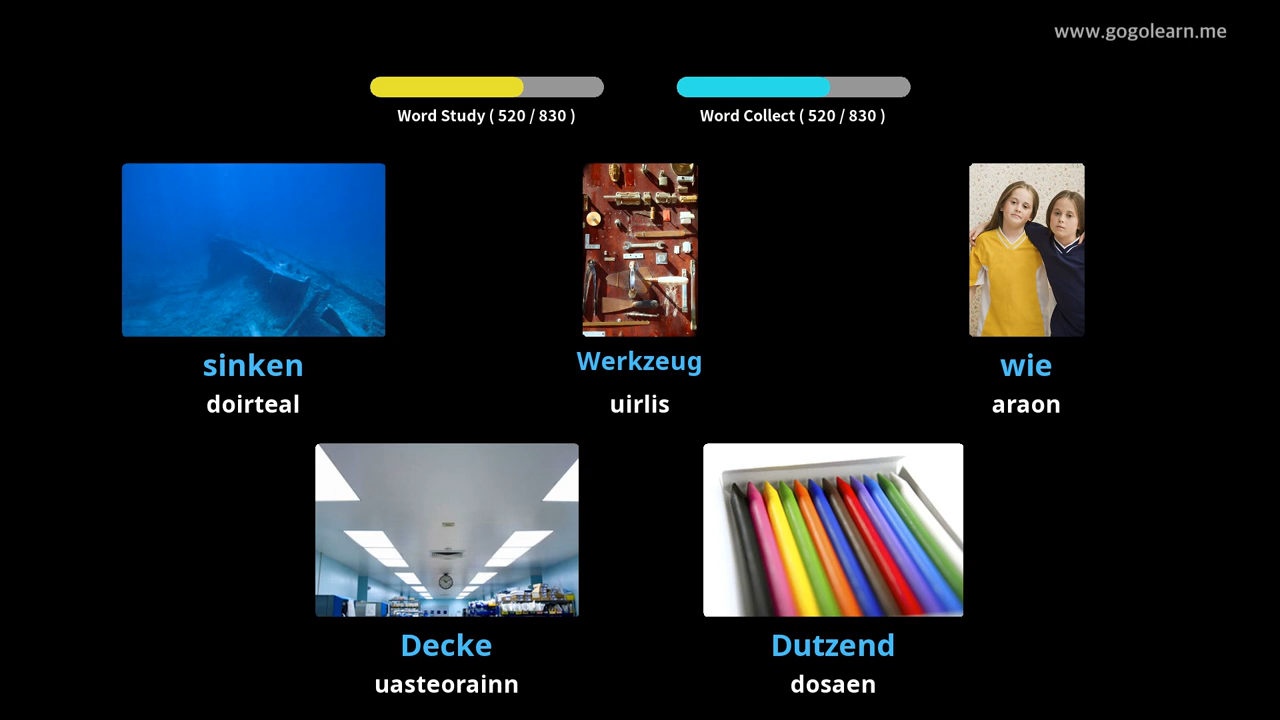 www.gogolearn.me
Word Study ( 520 / 830 )
Word Collect ( 520 / 830 )
sinken
doirteal
Werkzeug
uirlis
wie
araon
Decke
uasteorainn
Dutzend
dosaen